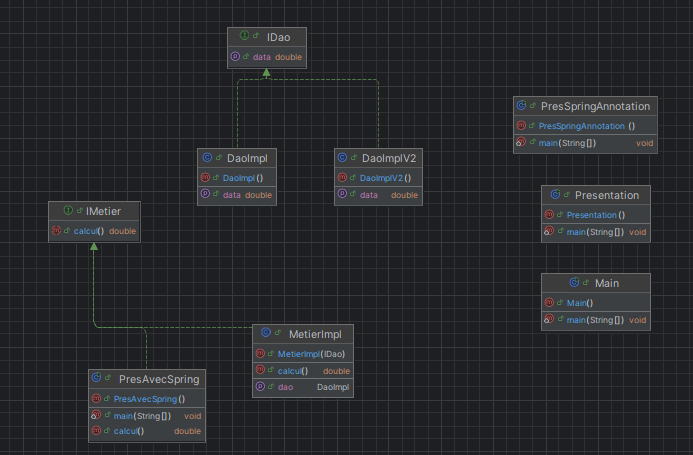 IDao
data double
PresSpringAnnotation
PresSpringAnnotation ()
main(String[]) void
DaoImpl
DaoImpl()
data double
DaoImplV2
DaoImplV2()
data double
Presentation
Presentation()
main(String[]) void
IMetier
calcul() double
Main
Main()
main(String[]) void
MetierImpl
MetierImpl(IDao)
calcul() double
dao DaoImpl
PresAvecSpring
PresAvecSpring()
main(String[]) void
calcul() double